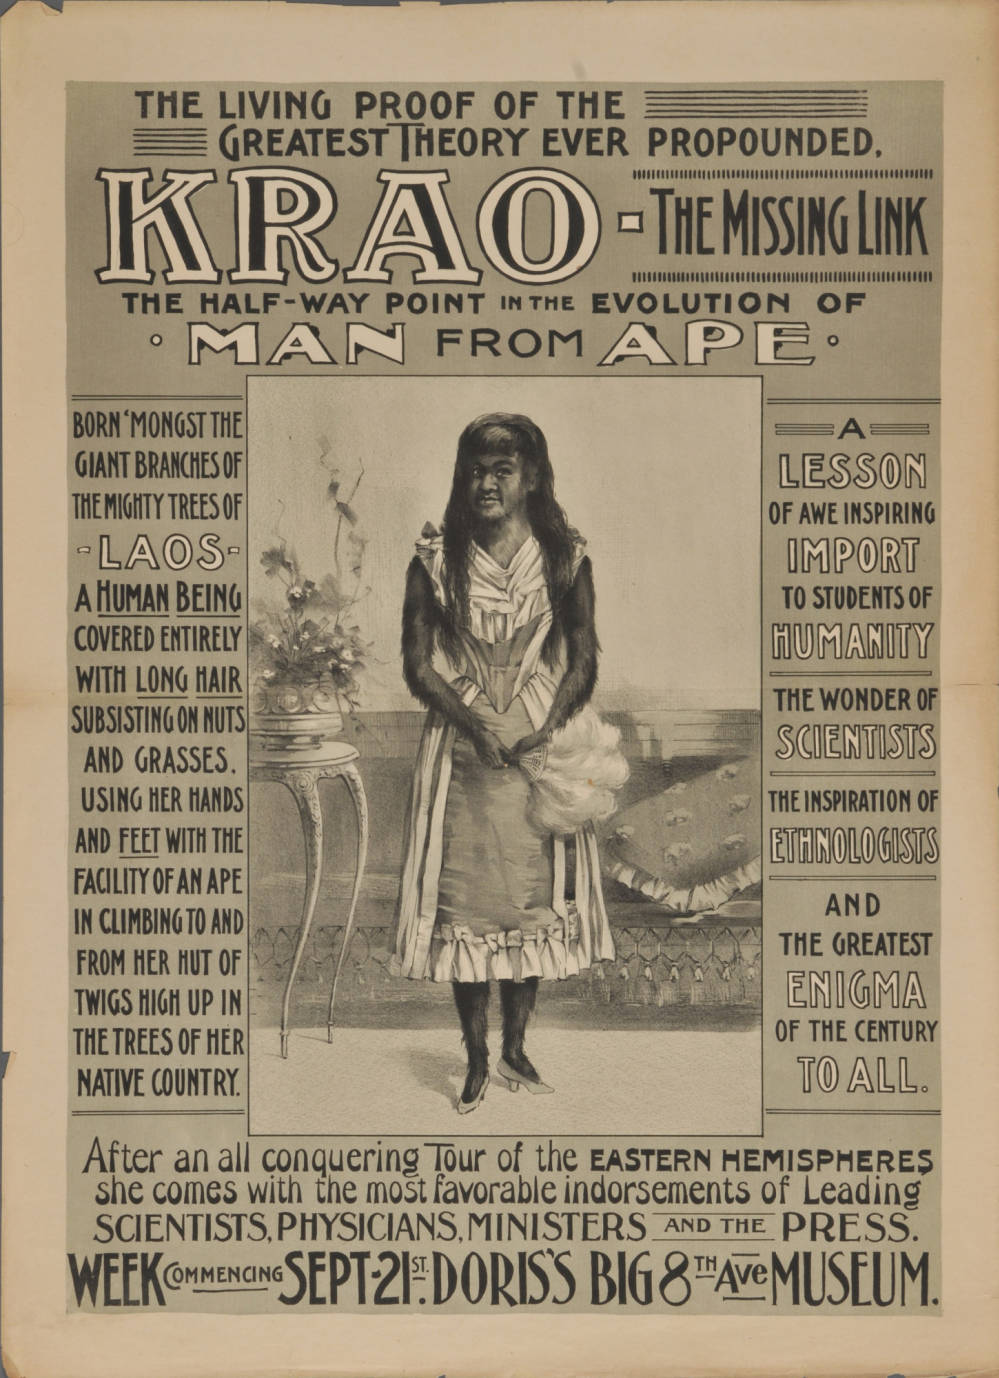 THE LIVING PROOF OF THE
GREATEST THEORY EVER PROPOUNDED.
KRAO - THE MISSING LINK
THE HALF-WAY POINT IN THE EVOLUTION OF
· MAN FROM APE ·
BORN 'MONGST THE
GIANT BRANCHES OF
THE MIGHTY TREES OF
-LAOS-
A HUMAN BEING
COVERED ENTIRELY
WITH LONG HAIR
SUBSISTING ON NUTS
AND GRASSES.
USING HER HANDS
AND FEET WITH THE
FACILITY OF AN APE
IN CLIMBING TO AND
FROM HER HUT OF
TWIGS HIGH UP IN
THE TREES OF HER
NATIVE COUNTRY.
A
LESSON
OF AWE INSPIRING
IMPORT
TO STUDENTS OF
HUMANITY
THE WONDER OF
SCIENTISTS
THE INSPIRATION OF
ETHNOLOGISTS
AND
THE GREATEST
ENIGMA
OF THE CENTURY
TO ALL.
After an all conquering Tour of the EASTERN HEMISPHERES
she comes with the most favorable indorsements of Leading
SCIENTISTS, PHYSICIANS, MINISTERS AND THE PRESS.
WEEK COMMENCING SEPT-21ST. DORIS'S BIG 8TH AVE MUSEUM.